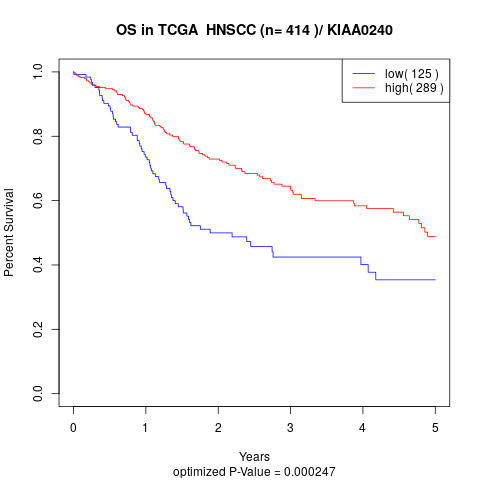 OS in TCGA  HNSCC (n= 414 )/ KIAA0240
low( 125 )
high( 289 )
Percent Survival
1.0
0.8
0.6
0.4
0.2
0.0
0 1 2 3 4 5
Years
optimized P-Value = 0.000247